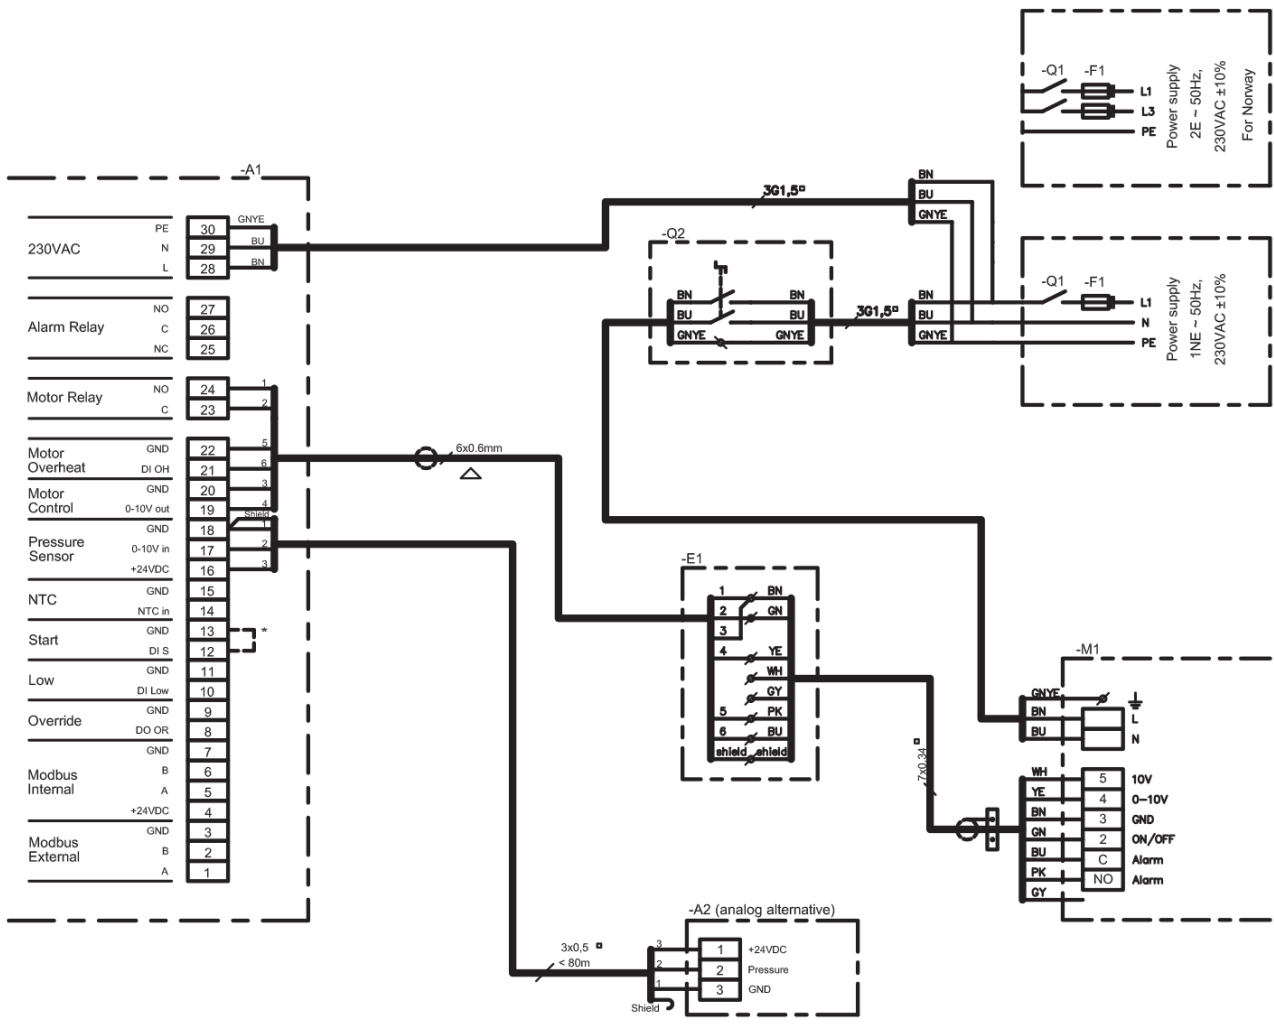 -Q1
-F1
L1
L3
PE
Power supply
2E ~ 50Hz,
230VAC ±10%
For Norway
-A1
230VAC
PE 30 GNYE
N 29 BU
L 28 BN
Alarm Relay
NO 27
C 26
NC 25
Motor Relay
NO 24 1
C 23 2
Motor
Overheat
GND 22 5
DI OH 21 6
Motor
Control
GND 20 3
0-10V out 19 4
Shield
Pressure
Sensor
GND 18 1
0-10V in 17 2
+24VDC 16 3
NTC
GND 15
NTC in 14
Start
GND 13 *
DI S 12
Low
GND 11
DI Low 10
Override
GND 9
DO OR 8
Modbus
Internal
GND 7
B 6
A 5
+24VDC 4
Modbus
External
GND 3
B 2
A 1
3G1,5
BN
BU
GNYE
-Q2
BN BN
BU BU
GNYE GNYE
3G1,5
BN
BU
GNYE
-Q1
-F1
L1
N
PE
Power supply
1NE ~ 50Hz,
230VAC ±10%
6x0.6mm
-E1
1 BN
2 GN
3
4 YE
WH
GY
5 PK
6 BU
shield shield
7x0,34
-M1
GNYE
BN L
BU N
WH 5 10V
YE 4 0-10V
BN 3 GND
GN 2 ON/OFF
BU C Alarm
PK NO Alarm
GY
-A2 (analog alternative)
3x0,5
< 80m
3 1 +24VDC
2 2 Pressure
1 3 GND
Shield